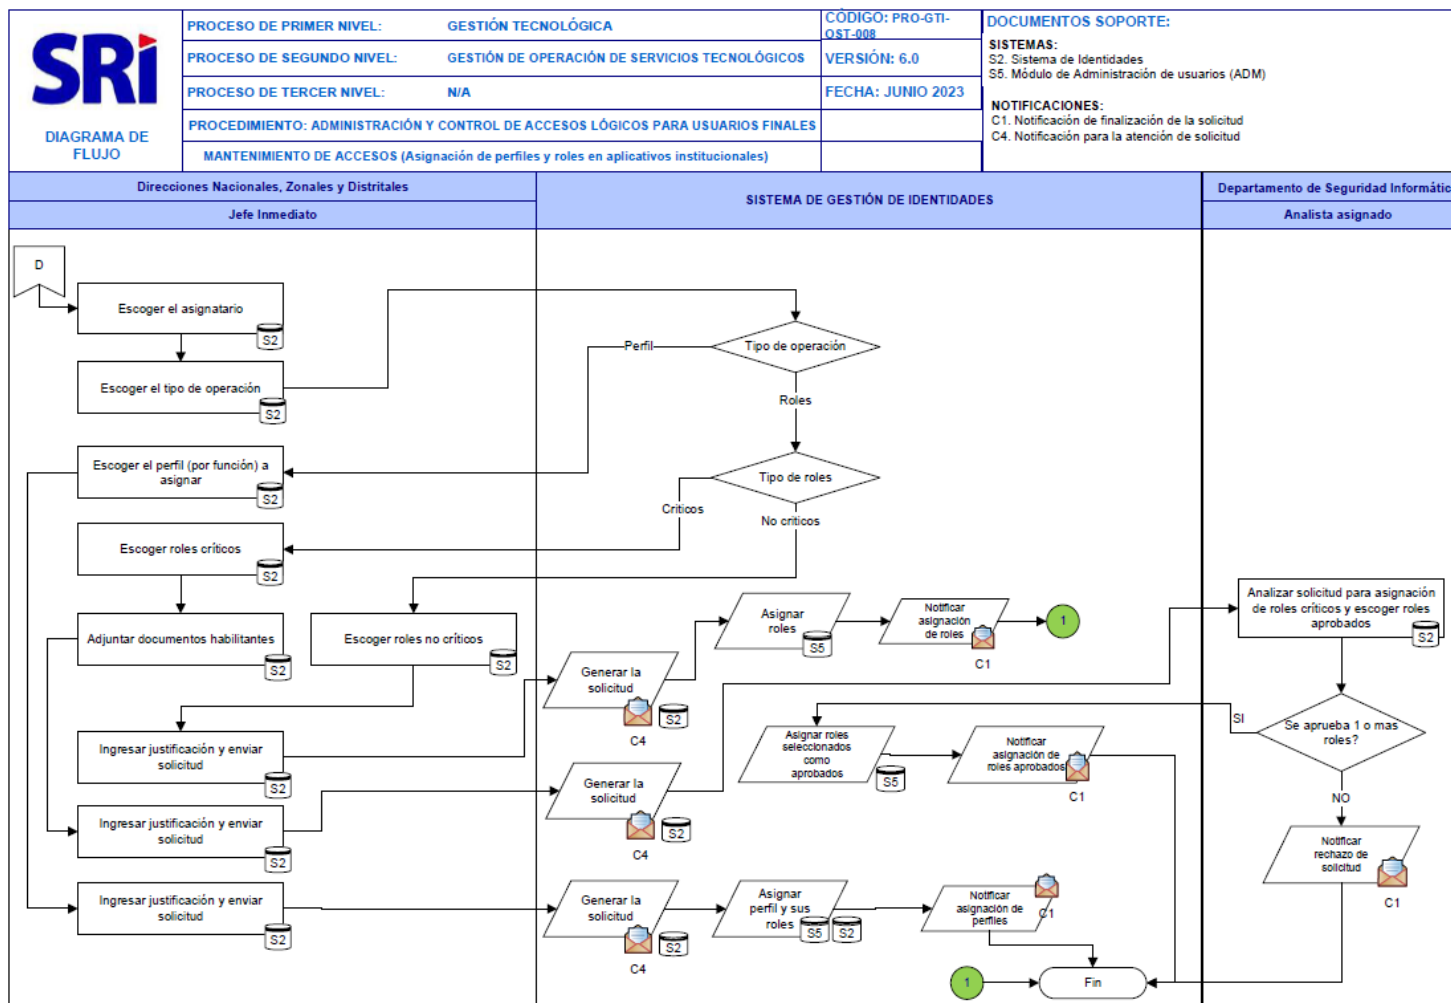 SRi
DIAGRAMA DE
FLUJO
PROCESO DE PRIMER NIVEL: GESTIÓN TECNOLÓGICA
CÓDIGO: PRO-GTI-
OST-008
PROCESO DE SEGUNDO NIVEL: GESTIÓN DE OPERACIÓN DE SERVICIOS TECNOLÓGICOS
VERSIÓN: 6.0
PROCESO DE TERCER NIVEL: N/A
FECHA: JUNIO 2023
PROCEDIMIENTO: ADMINISTRACIÓN Y CONTROL DE ACCESOS LÓGICOS PARA USUARIOS FINALES
MANTENIMIENTO DE ACCESOS (Asignación de perfiles y roles en aplicativos institucionales)
DOCUMENTOS SOPORTE:
SISTEMAS:
S2. Sistema de Identidades
S5. Módulo de Administración de usuarios (ADM)
NOTIFICACIONES:
C1. Notificación de finalización de la solicitud
C4. Notificación para la atención de solicitud
Direcciones Nacionales, Zonales y Distritales
Jefe Inmediato
SISTEMA DE GESTIÓN DE IDENTIDADES
Departamento de Seguridad Informátic
Analista asignado
D
Escoger el asignatario
S2
Escoger el tipo de operación
S2
Tipo de operación
Perfil
Roles
Escoger el perfil (por función) a
asignar
S2
Tipo de roles
Criticos
No criticos
Escoger roles críticos
S2
Adjuntar documentos habilitantes
S2
Escoger roles no críticos
S2
Asignar
roles
S5
Notificar
asignación
de roles
C1
1
Analizar solicitud para asignación
de roles críticos y escoger roles
aprobados
S2
Generar la
solicitud
S2
C4
Ingresar justificación y enviar
solicitud
S2
Asignar roles
seleccionados
como
aprobados
S5
Notificar
asignación de
roles aprobados
C1
SI
Se aprueba 1 o mas
roles?
NO
Generar la
solicitud
S2
C4
Ingresar justificación y enviar
solicitud
S2
Notificar
rechazo de
solicitud
C1
Ingresar justificación y enviar
solicitud
S2
Generar la
solicitud
S2
C4
Asignar
perfil y sus
roles
S5
S2
Notificar
asignación de
perfiles
C1
1
Fin